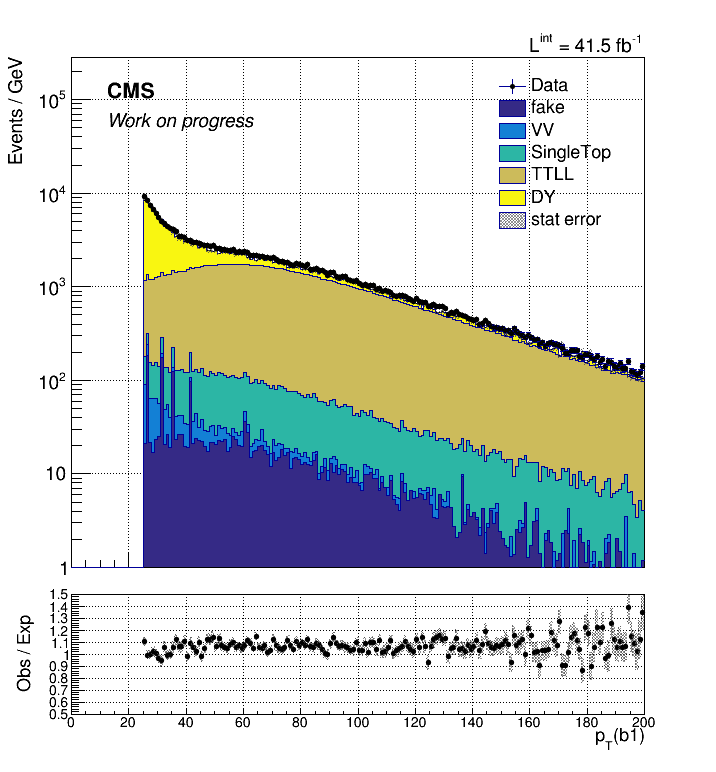 L^int = 41.5 fb^-1
Events / GeV
CMS
Work on progress
Data
fake
VV
SingleTop
TTLL
DY
stat error
10^5
10^4
10^3
10^2
10
1
Obs / Exp
1.5
1.4
1.3
1.2
1.1
1
0.9
0.8
0.7
0.6
0.5
0 20 40 60 80 100 120 140 160 180 200
p_T(b1)